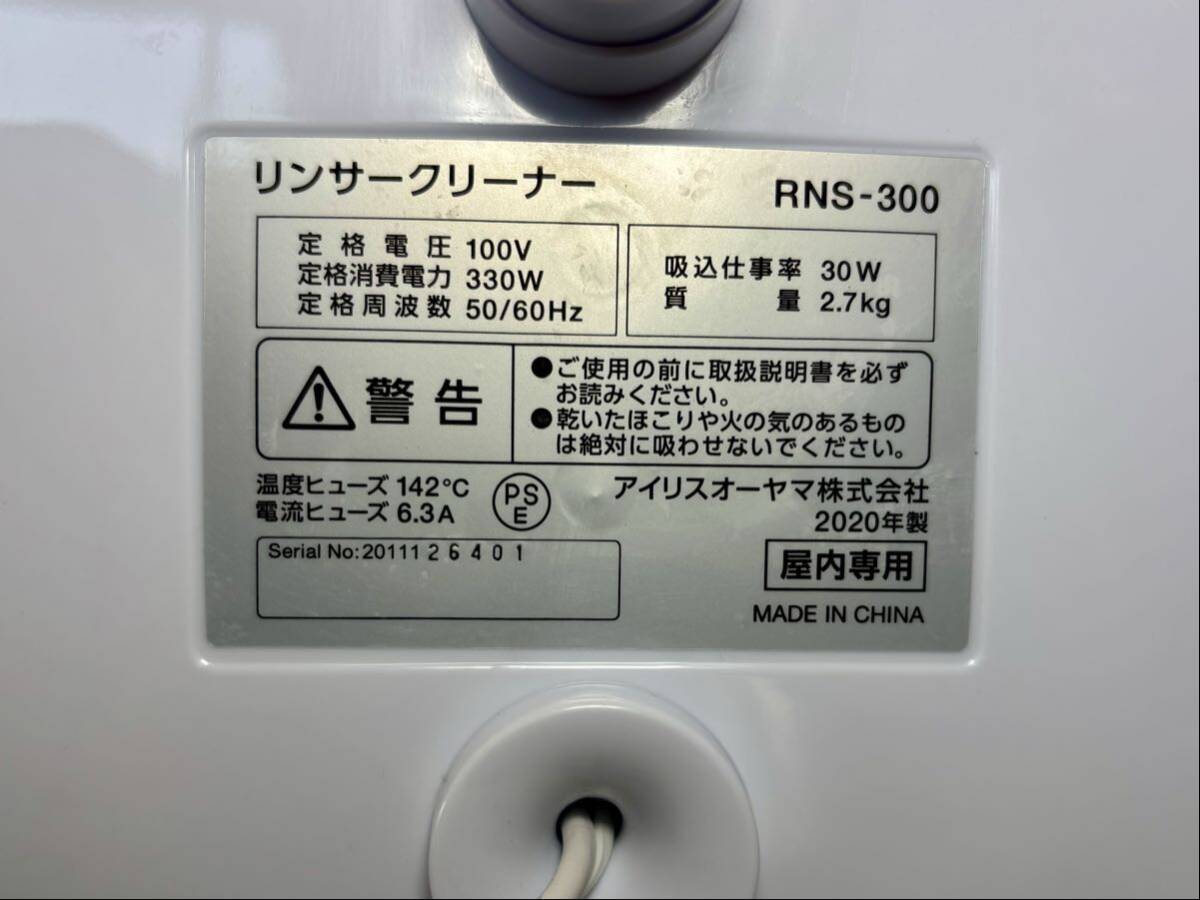 リンサークリーナー RNS-300
定格電圧 100V
定格消費電力 330W
定格周波数 50/60Hz
吸込仕事率 30W
質量 2.7kg
警告
●ご使用の前に取扱説明書を必ず
お読みください。
●乾いたほこりや火の気のあるもの
は絶対に吸わせないでください。
温度ヒューズ 142℃
電流ヒューズ 6.3A
PS
E
アイリスオーヤマ株式会社
2020年製
Serial No:201126401
屋内専用
MADE IN CHINA